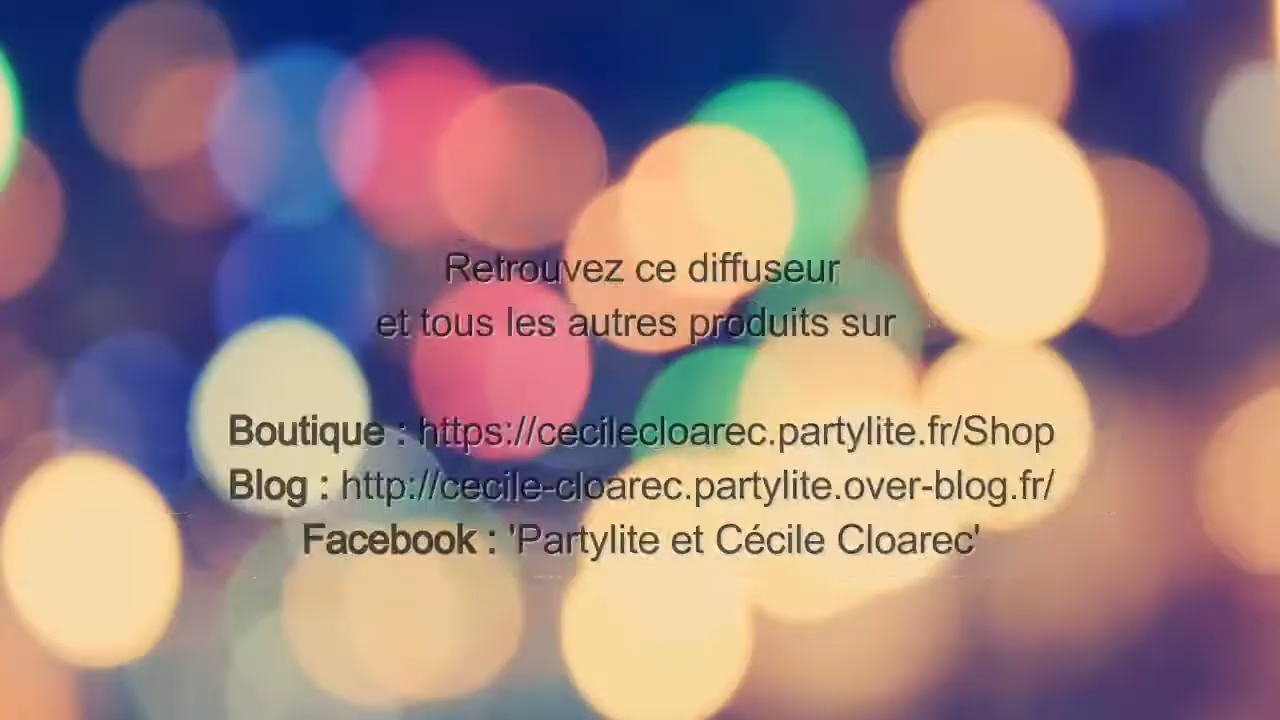 Retrouvez ce diffuseur
et tous les autres produits sur
Boutique : https://cecilecloarec.partylite.fr/Shop
Blog : http://cecile-cloarec.partylite.over-blog.fr/
Facebook : 'Partylite et Cécile Cloarec'